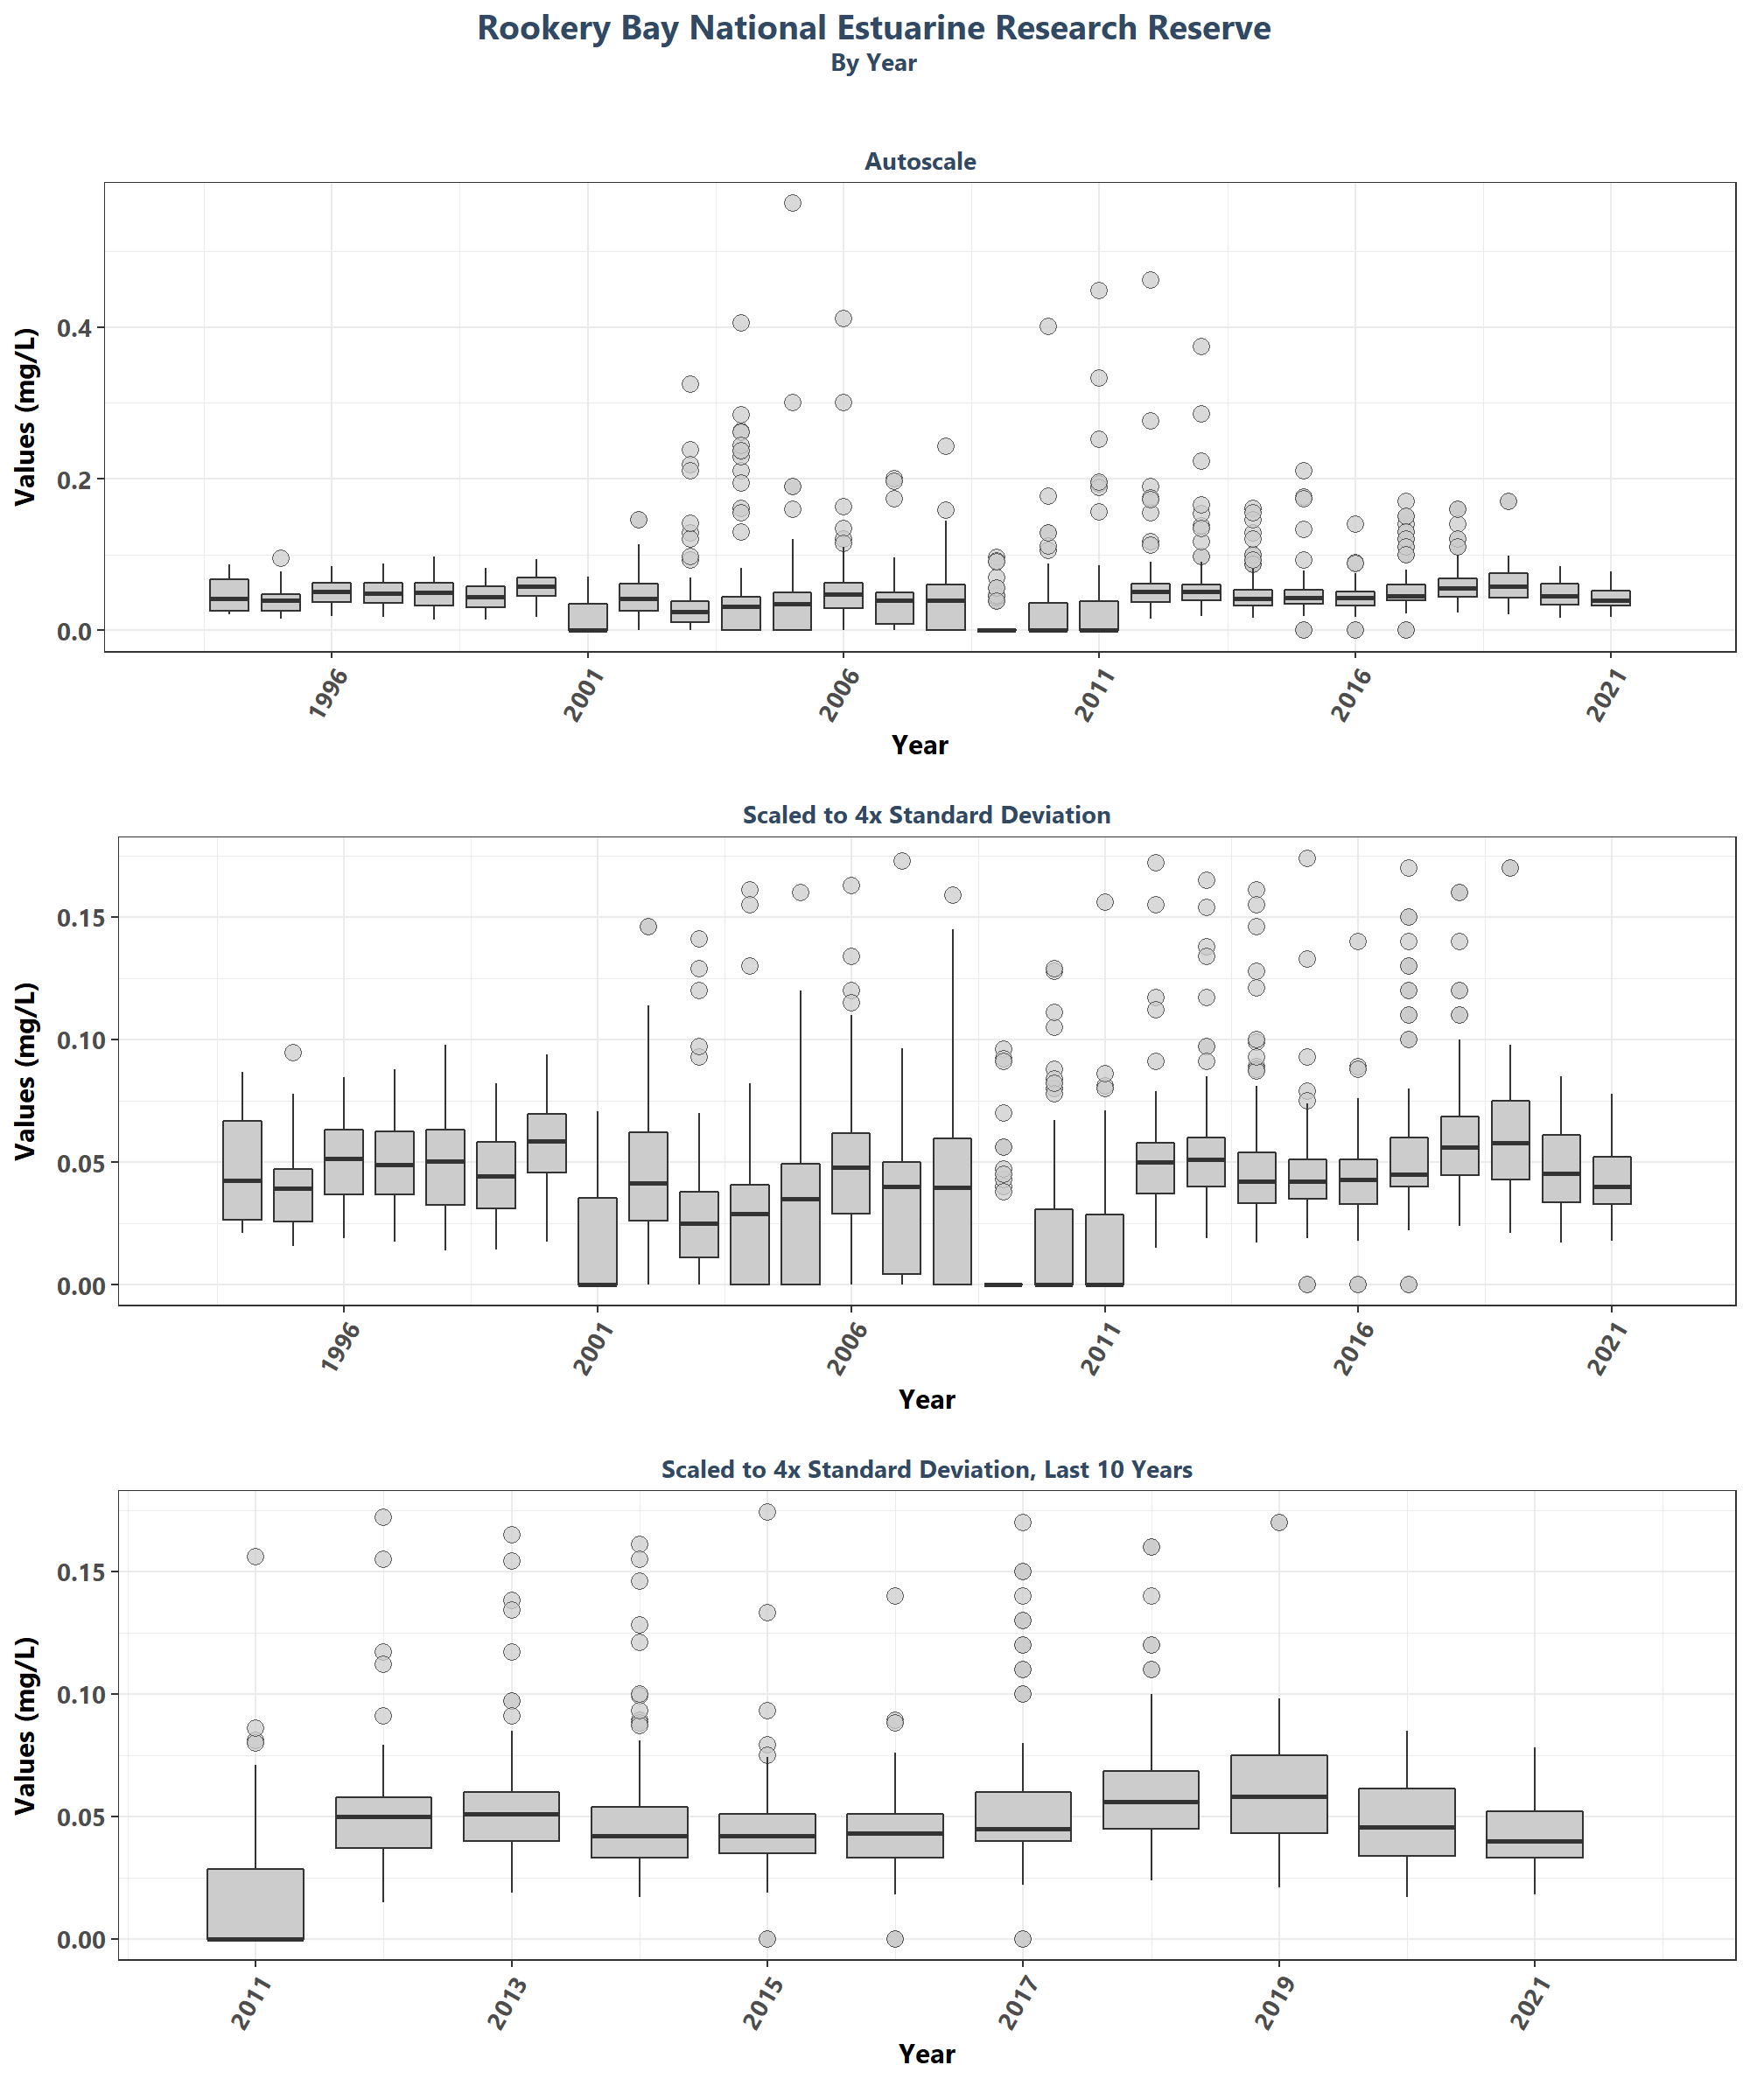 Rookery Bay National Estuarine Research Reserve
By Year
Autoscale
Values (mg/L)
0.4
0.2
0.0
1996
2001
2006
2011
2016
2021
Year
Scaled to 4x Standard Deviation
Values (mg/L)
0.15
0.10
0.05
0.00
1996
2001
2006
2011
2016
2021
Year
Scaled to 4x Standard Deviation, Last 10 Years
Values (mg/L)
0.15
0.10
0.05
0.00
2011
2013
2015
2017
2019
2021
Year